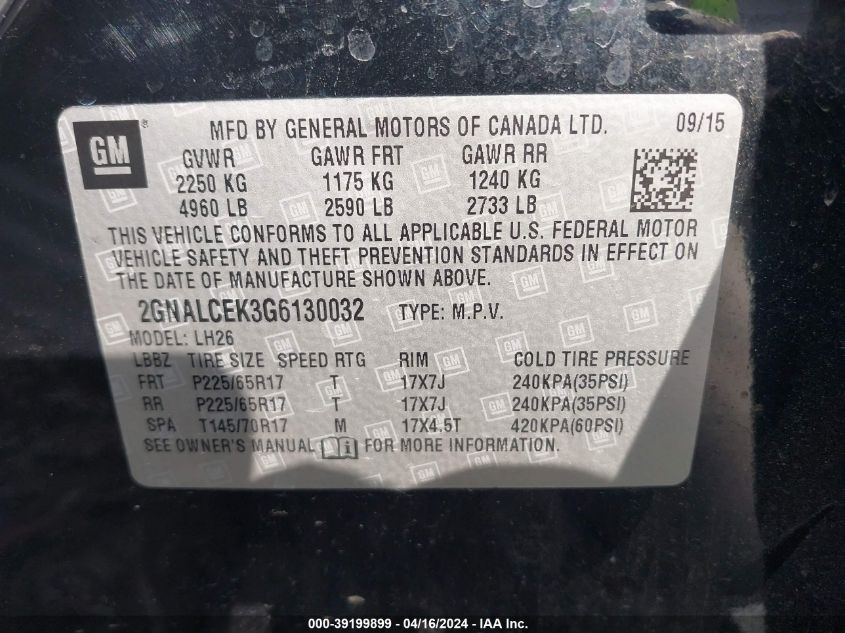 GM
MFD BY GENERAL MOTORS OF CANADA LTD. 09/15
GVWR GAWR FRT GAWR RR
2250 KG 1175 KG 1240 KG
4960 LB 2590 LB 2733 LB
THIS VEHICLE CONFORMS TO ALL APPLICABLE U.S. FEDERAL MOTOR
VEHICLE SAFETY AND THEFT PREVENTION STANDARDS IN EFFECT ON
THE DATE OF MANUFACTURE SHOWN ABOVE.
2GNALCEK3G6130032 TYPE: M.P.V.
MODEL: LH26
LBBZ TIRE SIZE SPEED RTG RIM COLD TIRE PRESSURE
FRT P225/65R17 T 17X7J 240KPA(35PSI)
RR P225/65R17 T 17X7J 240KPA(35PSI)
SPA T145/70R17 M 17X4.5T 420KPA(60PSI)
SEE OWNER'S MANUAL FOR MORE INFORMATION.
000-39199899 - 04/16/2024 - IAA Inc.